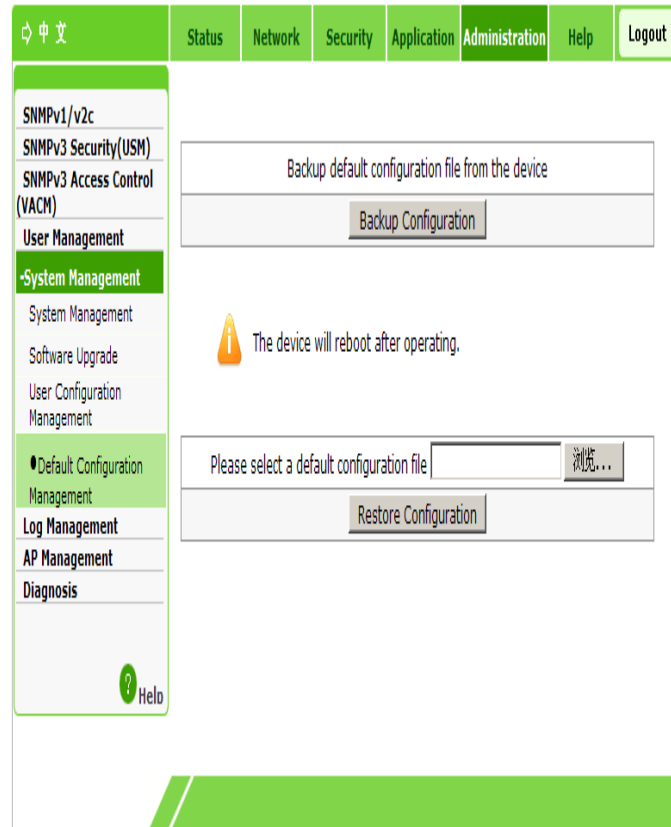 中文
Status Network Security Application Administration Help Logout
SNMPv1/v2c
SNMPv3 Security(USM)
SNMPv3 Access Control
(VACM)
User Management
-System Management
System Management
Software Upgrade
User Configuration
Management
●Default Configuration
Management
Log Management
AP Management
Diagnosis
? Help
Backup default configuration file from the device
Backup Configuration
The device will reboot after operating.
Please select a default configuration file 浏览...
Restore Configuration